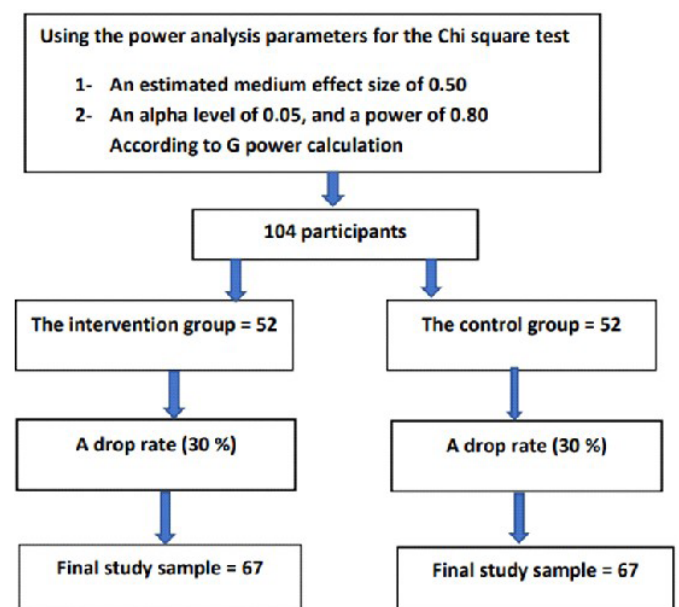 Using the power analysis parameters for the Chi square test
1- An estimated medium effect size of 0.50
2- An alpha level of 0.05, and a power of 0.80
According to G power calculation
104 participants
The intervention group = 52
The control group = 52
A drop rate (30 %)
A drop rate (30 %)
Final study sample = 67
Final study sample = 67